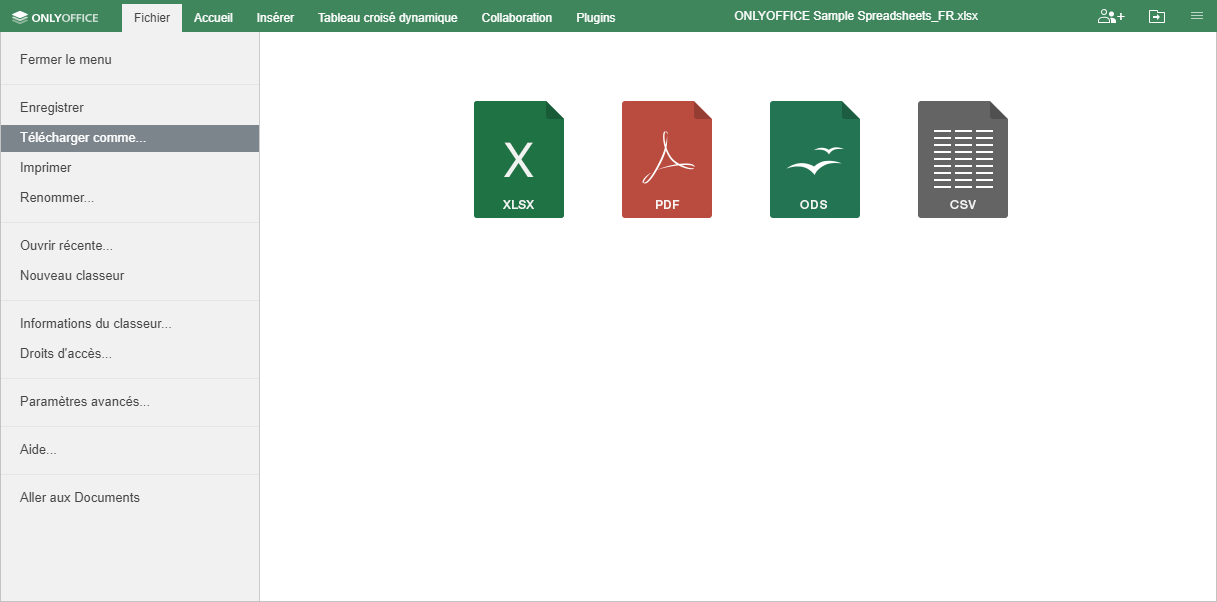 ONLYOFFICE Fichier Accueil Insérer Tableau croisé dynamique Collaboration Plugins ONLYOFFICE Sample Spreadsheets_FR.xlsx
Fermer le menu
Enregistrer
Télécharger comme...
Imprimer
Renommer...
Ouvrir récente...
Nouveau classeur
Informations du classeur...
Droits d'accès...
Paramètres avancés...
Aide...
Aller aux Documents
X
XLSX PDF ODS CSV